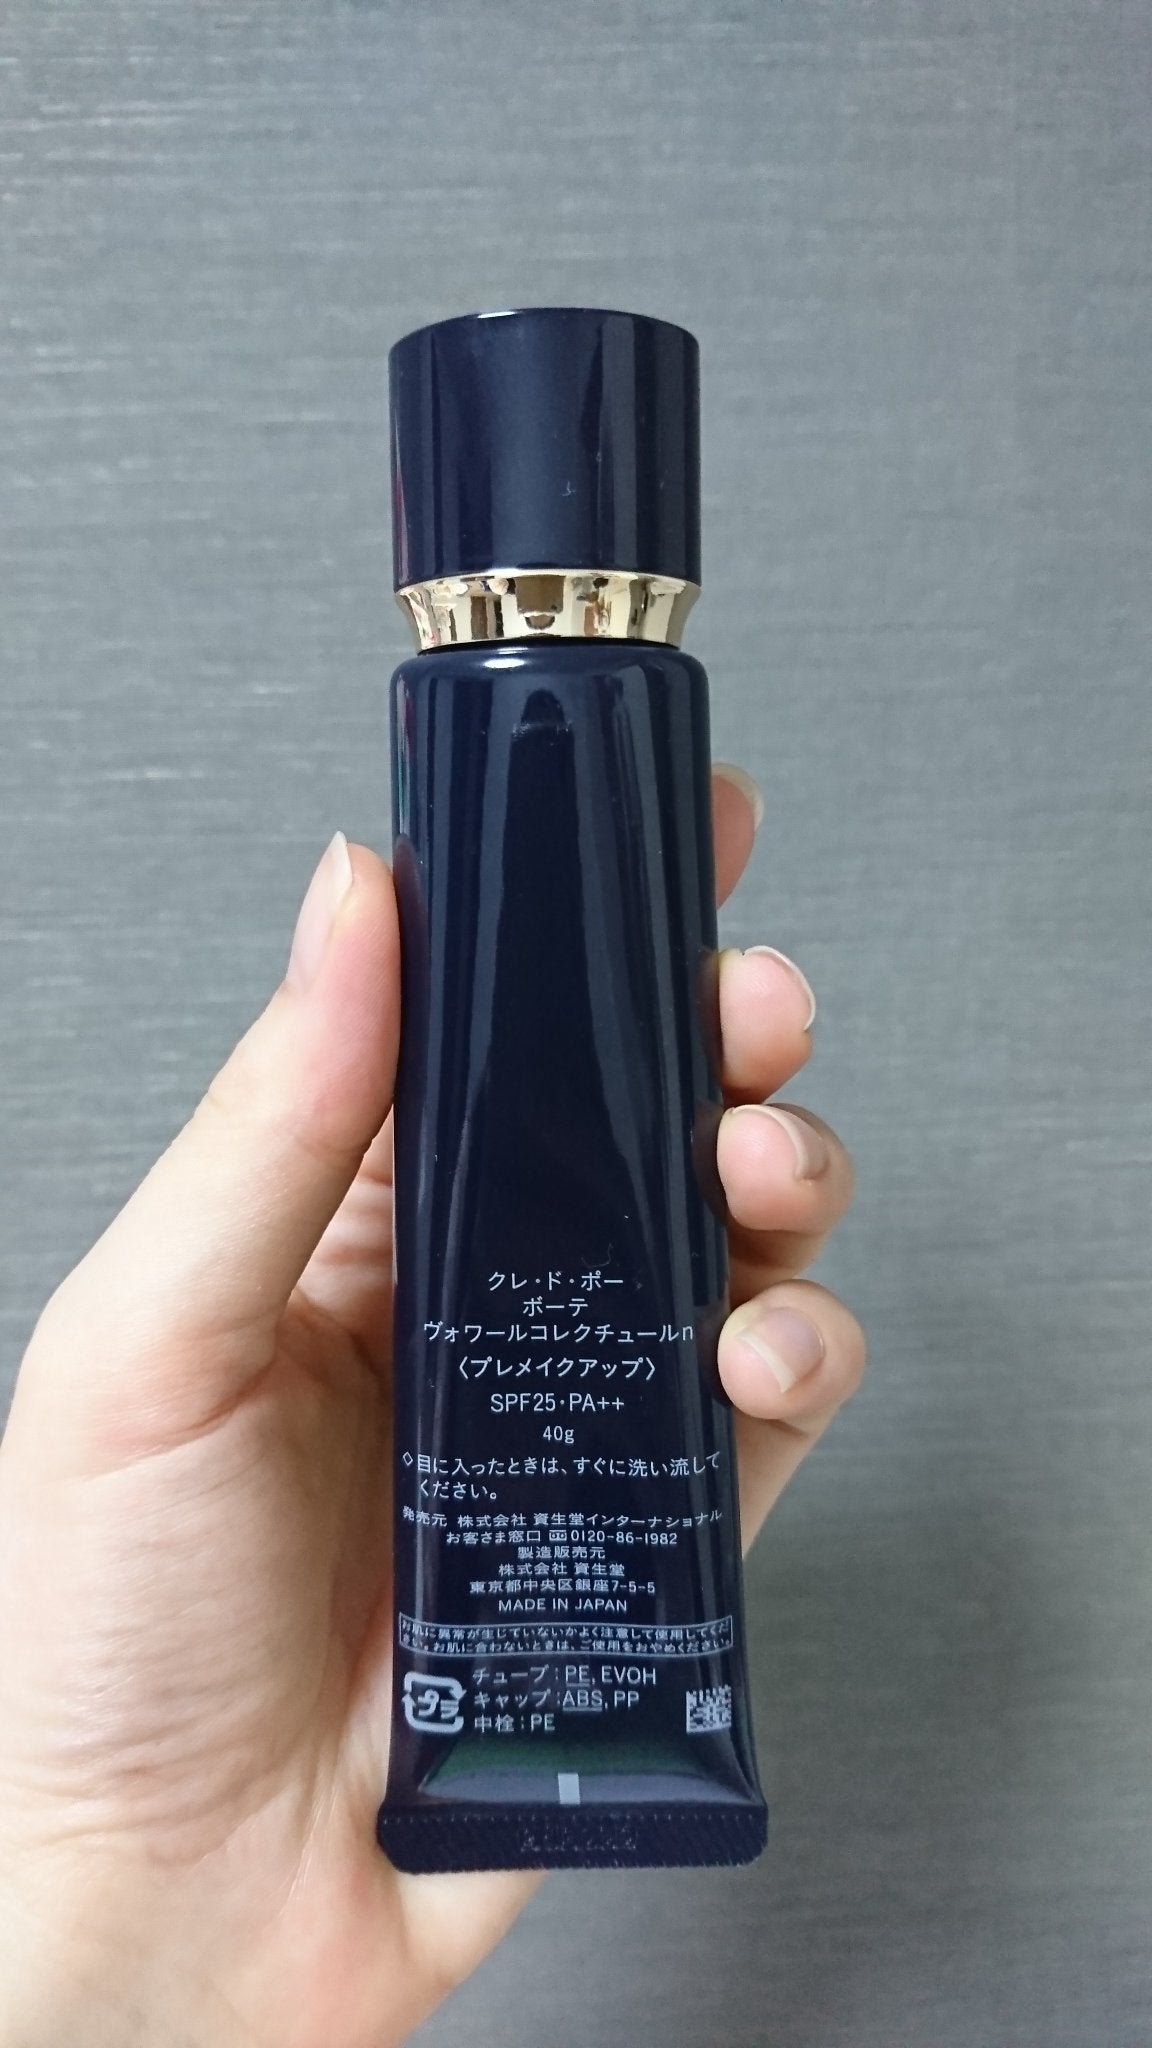 クレ・ド・ポー
ボーテ
ヴォワールコレクチュールn
〈プレメイクアップ〉
SPF25・PA++
40g
◇目に入ったときは、すぐに洗い流して
ください。
発売元 株式会社 資生堂インターナショナル
お客さま窓口 0120-86-1982
製造販売元
株式会社 資生堂
東京都中央区銀座7-5-5
MADE IN JAPAN
お肌に異常が生じていないかよく注意して使用してくだ
さい。お肌に合わないときは、ご使用をおやめください。
プラ
チューブ：PE, EVOH
キャップ：ABS, PP
中栓：PE